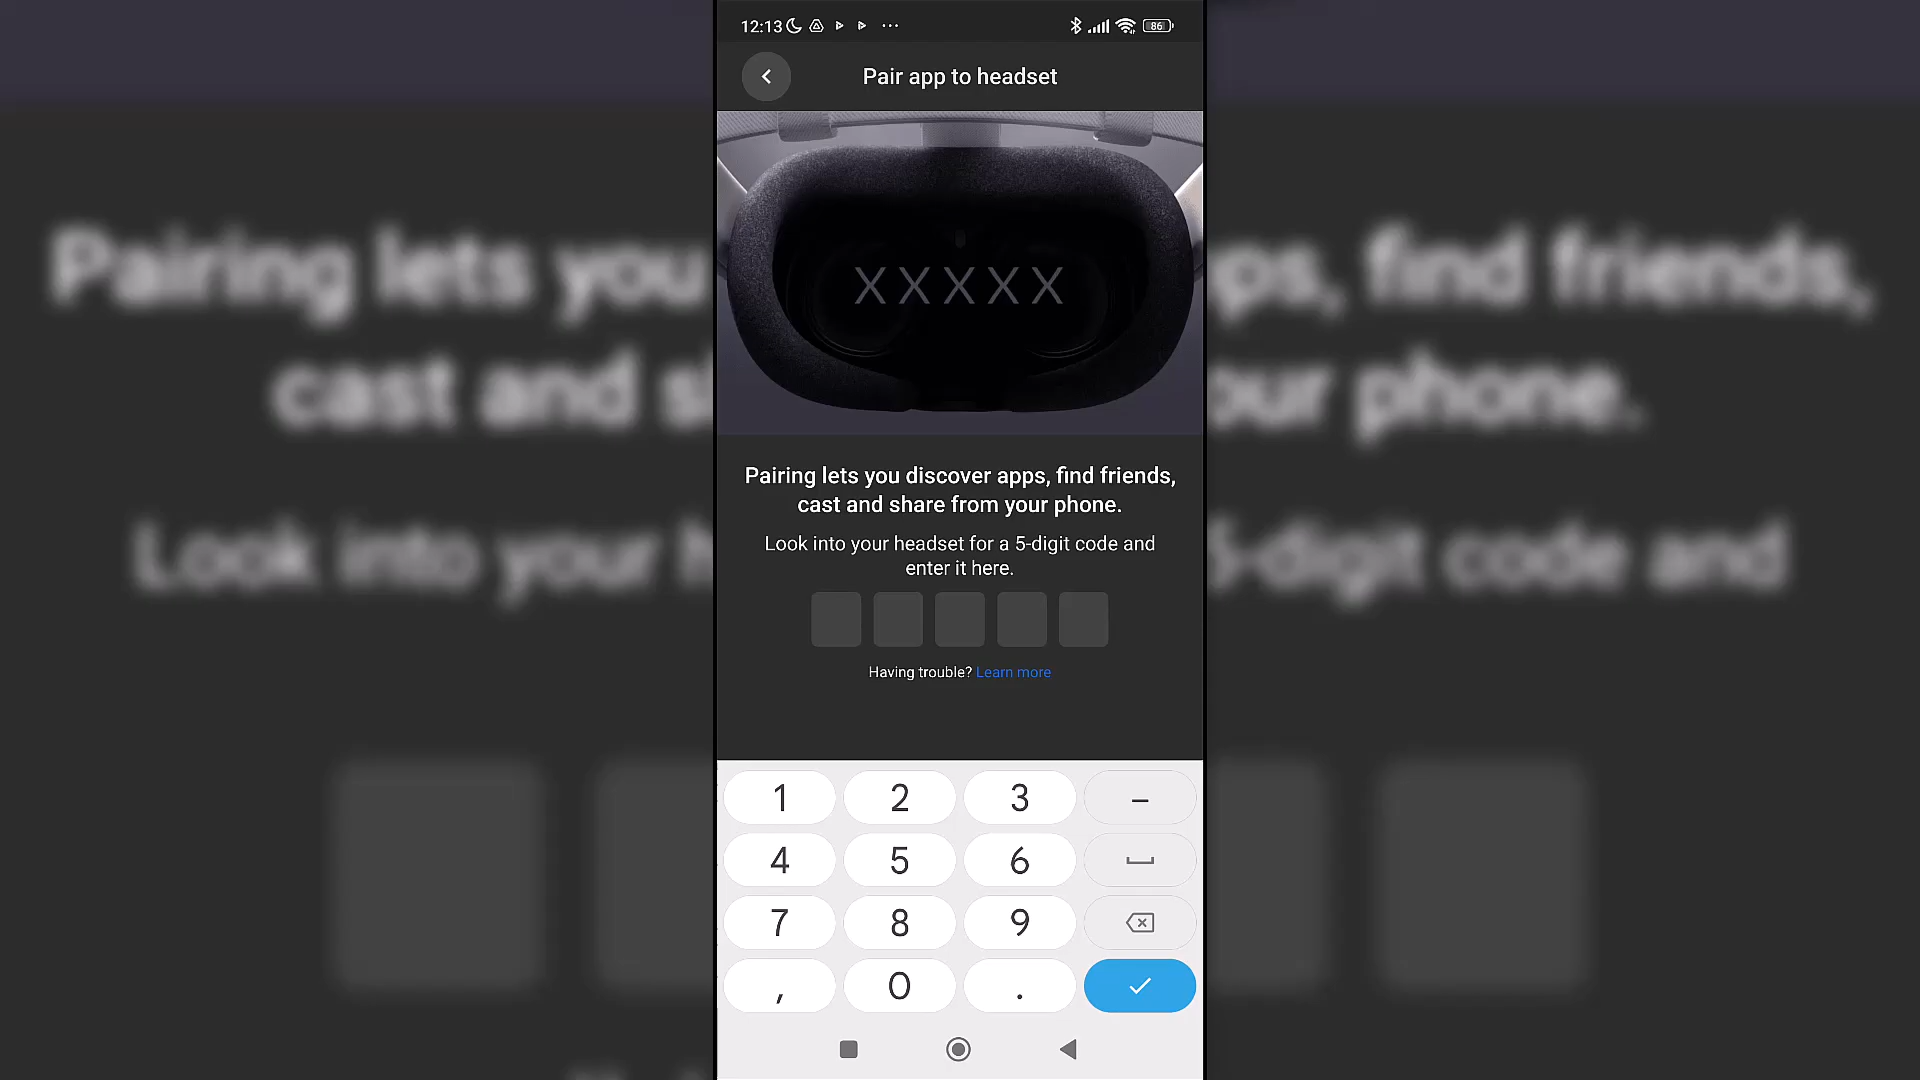 12:13
86
Pair app to headset
XXXXX
Pairing lets you discover apps, find friends,
cast and share from your phone.
Look into your headset for a 5-digit code and
enter it here.
Having trouble? Learn more
1 2 3 –
4 5 6
7 8 9
, 0 .
Pairing lets you ps, find friends,
cast and s our phone.
Look into your h 5-digit code and